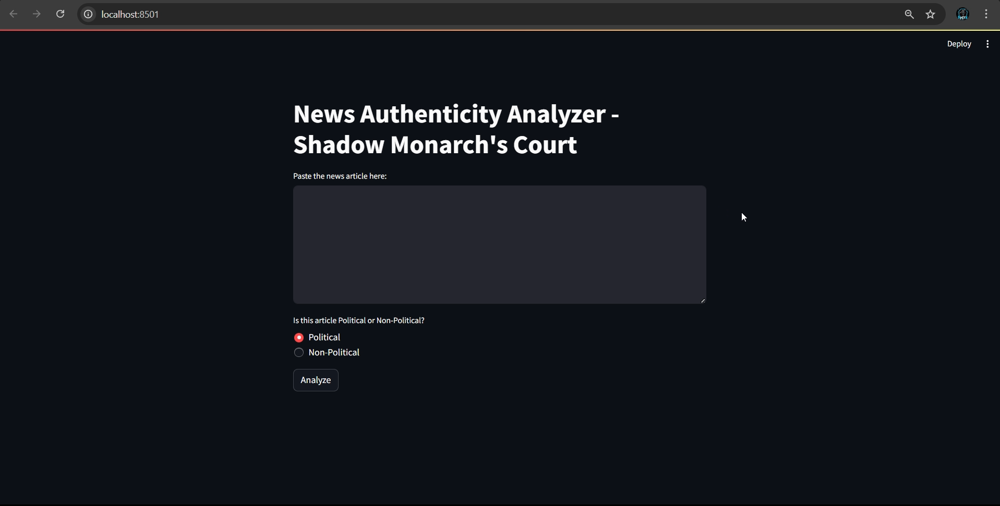 localhost:8501
Deploy
News Authenticity Analyzer -
Shadow Monarch's Court
Paste the news article here:
Is this article Political or Non-Political?
Political
Non-Political
Analyze